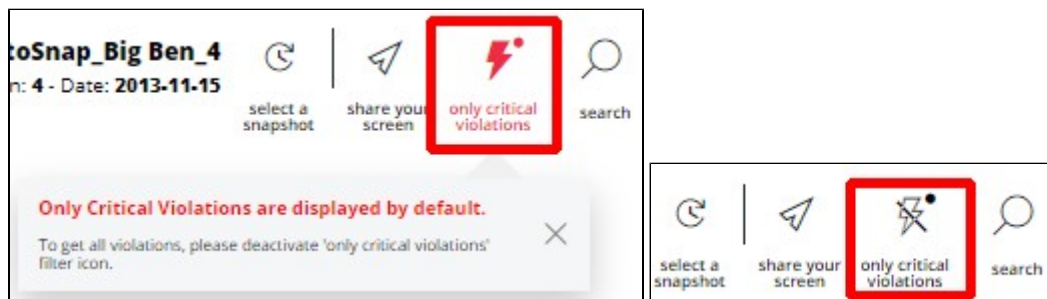 toSnap_Big Ben_4
n: 4 - Date: 2013-11-15
select a
snapshot
share your
screen
only critical
violations
search
Only Critical Violations are displayed by default.
To get all violations, please deactivate 'only critical violations'
filter icon.
select a
snapshot
share your
screen
only critical
violations
search